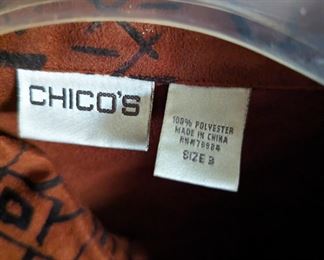 CHICO'S
100% POLYESTER
MADE IN CHINA
RN#78984
SIZE 3